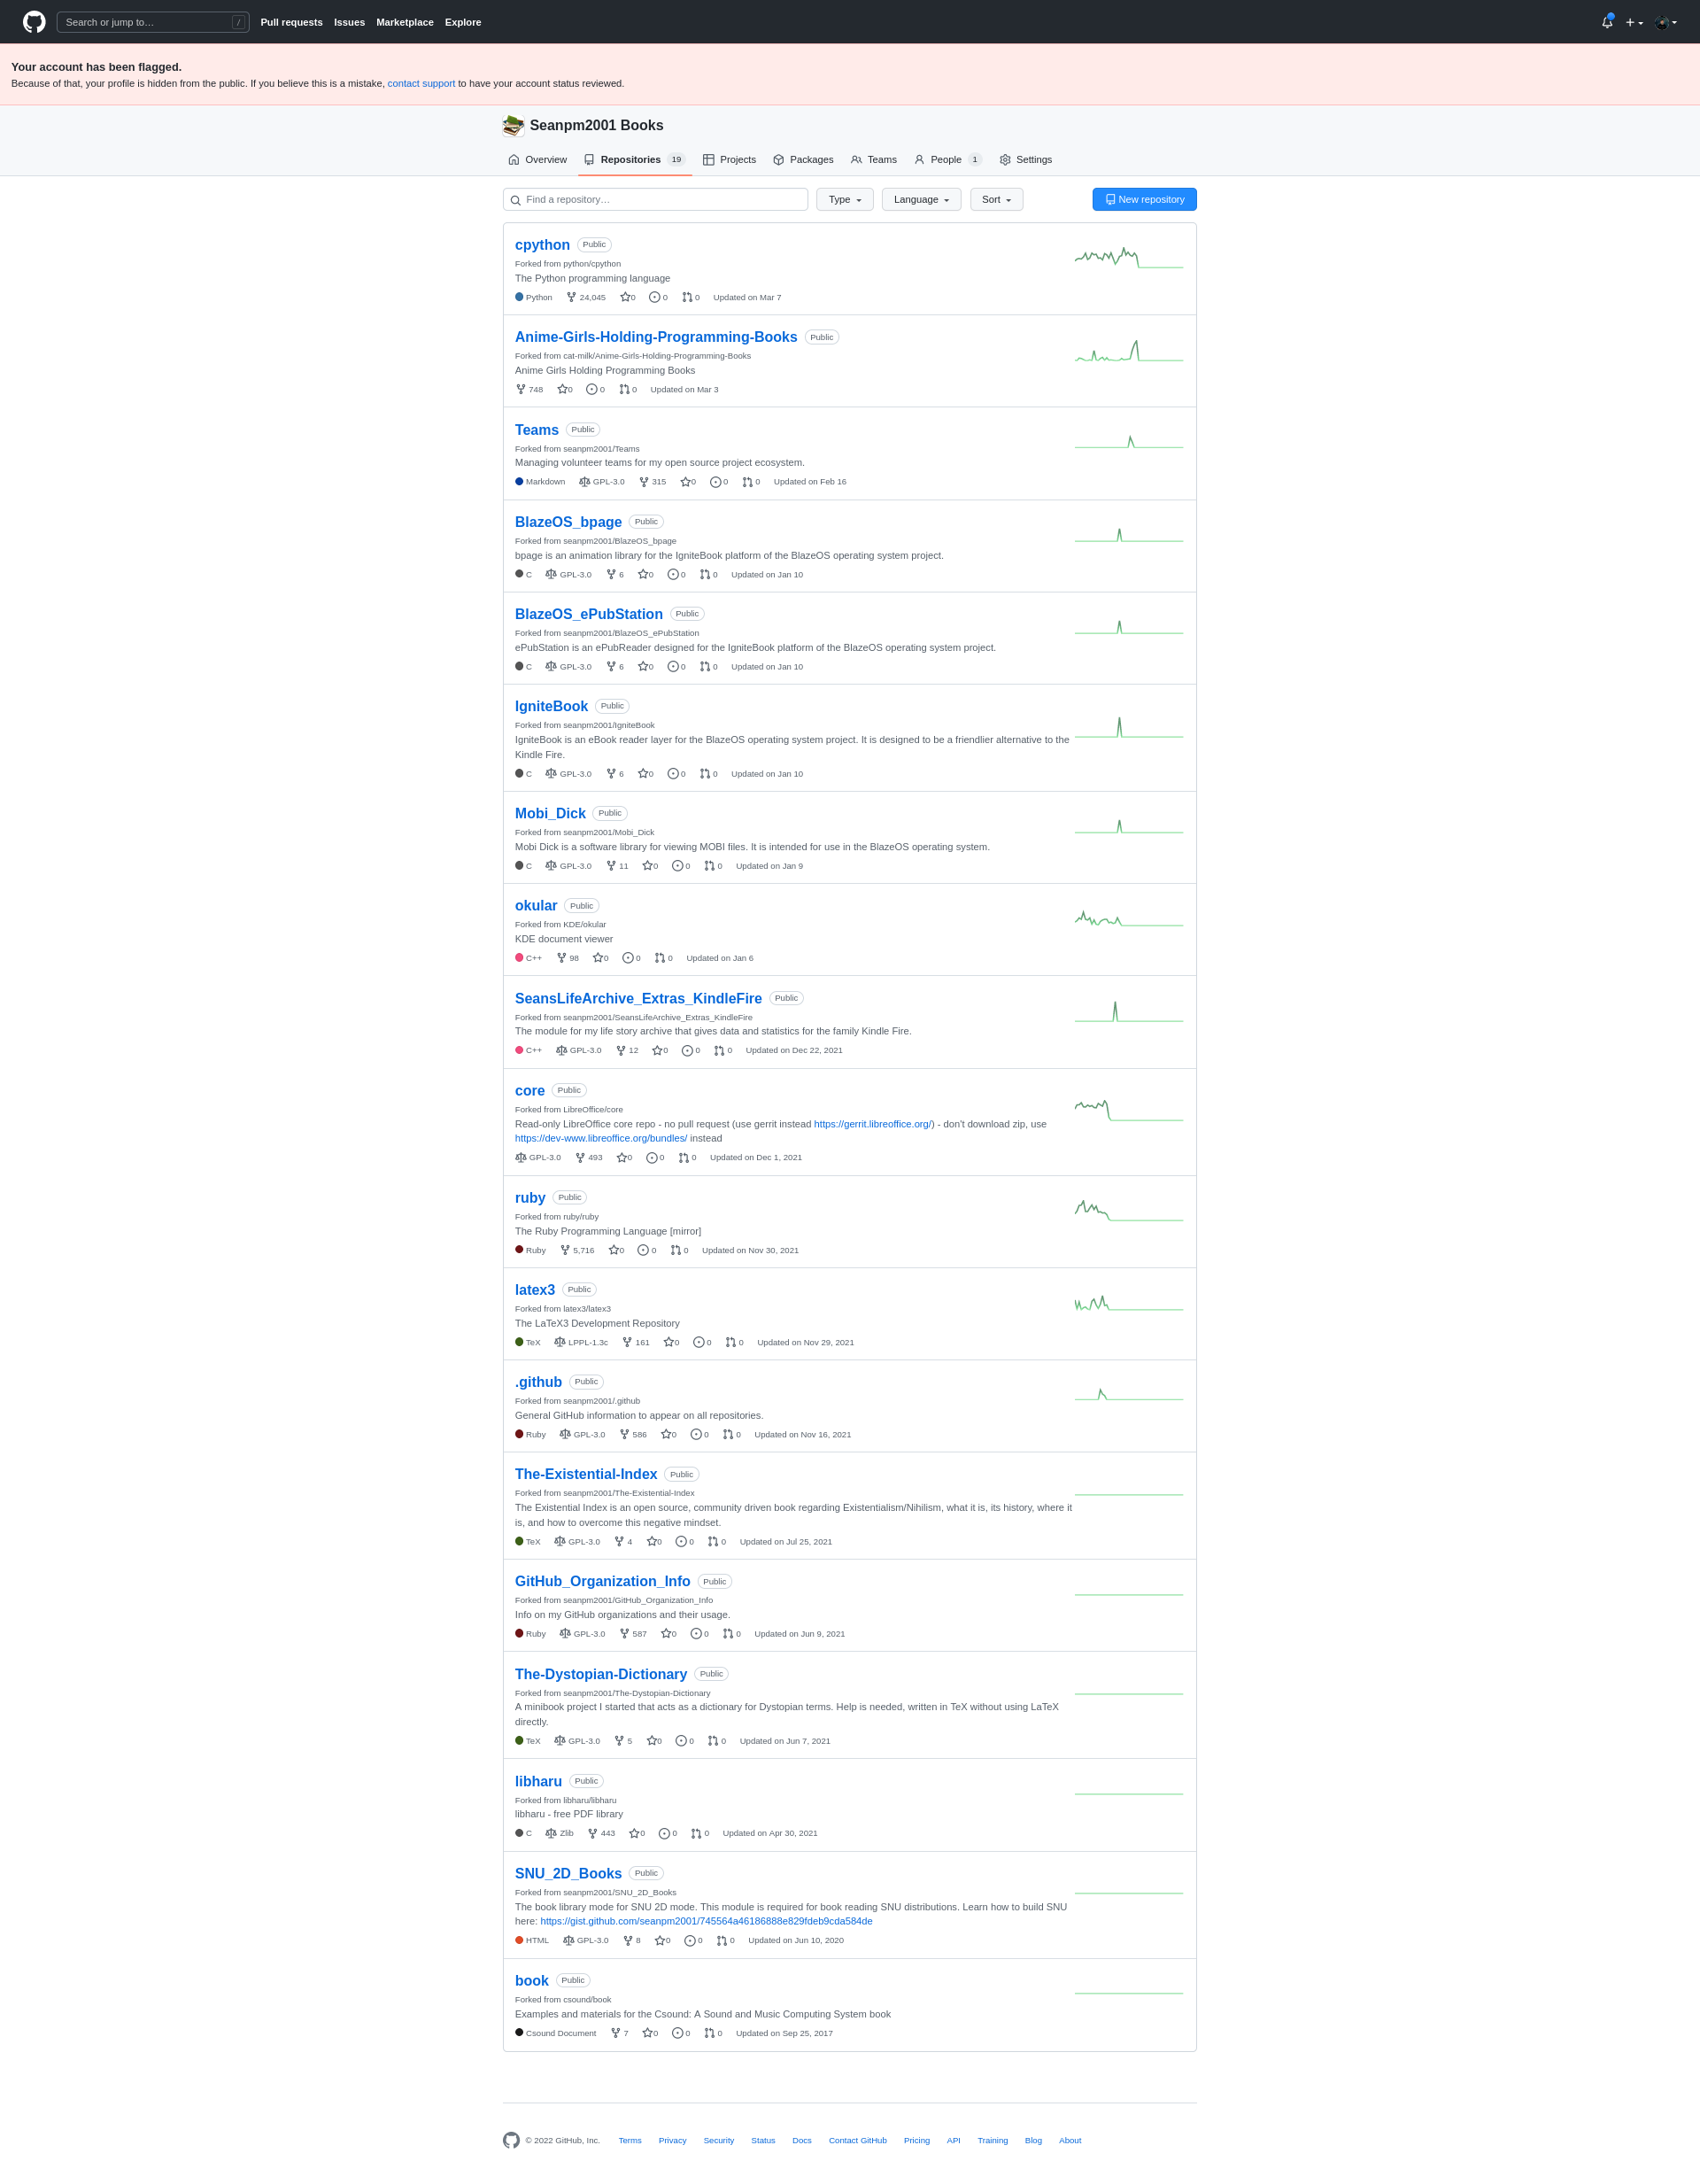 Search or jump to… /
Pull requests Issues Marketplace Explore
Your account has been flagged.
Because of that, your profile is hidden from the public. If you believe this is a mistake, contact support to have your account status reviewed.
Seanpm2001 Books
Overview Repositories 19 Projects Packages Teams People 1 Settings
Find a repository… Type Language Sort New repository
cpython Public
Forked from python/cpython
The Python programming language
Python 24,045 0 0 0 Updated on Mar 7
Anime-Girls-Holding-Programming-Books Public
Forked from cat-milk/Anime-Girls-Holding-Programming-Books
Anime Girls Holding Programming Books
748 0 0 0 Updated on Mar 3
Teams Public
Forked from seanpm2001/Teams
Managing volunteer teams for my open source project ecosystem.
Markdown GPL-3.0 315 0 0 0 Updated on Feb 16
BlazeOS_bpage Public
Forked from seanpm2001/BlazeOS_bpage
bpage is an animation library for the IgniteBook platform of the BlazeOS operating system project.
C GPL-3.0 6 0 0 0 Updated on Jan 10
BlazeOS_ePubStation Public
Forked from seanpm2001/BlazeOS_ePubStation
ePubStation is an ePubReader designed for the IgniteBook platform of the BlazeOS operating system project.
C GPL-3.0 6 0 0 0 Updated on Jan 10
IgniteBook Public
Forked from seanpm2001/IgniteBook
IgniteBook is an eBook reader layer for the BlazeOS operating system project. It is designed to be a friendlier alternative to the
Kindle Fire.
C GPL-3.0 6 0 0 0 Updated on Jan 10
Mobi_Dick Public
Forked from seanpm2001/Mobi_Dick
Mobi Dick is a software library for viewing MOBI files. It is intended for use in the BlazeOS operating system.
C GPL-3.0 11 0 0 0 Updated on Jan 9
okular Public
Forked from KDE/okular
KDE document viewer
C++ 98 0 0 0 Updated on Jan 6
SeansLifeArchive_Extras_KindleFire Public
Forked from seanpm2001/SeansLifeArchive_Extras_KindleFire
The module for my life story archive that gives data and statistics for the family Kindle Fire.
C++ GPL-3.0 12 0 0 0 Updated on Dec 22, 2021
core Public
Forked from LibreOffice/core
Read-only LibreOffice core repo - no pull request (use gerrit instead https://gerrit.libreoffice.org/) - don't download zip, use
https://dev-www.libreoffice.org/bundles/ instead
GPL-3.0 493 0 0 0 Updated on Dec 1, 2021
ruby Public
Forked from ruby/ruby
The Ruby Programming Language [mirror]
Ruby 5,716 0 0 0 Updated on Nov 30, 2021
latex3 Public
Forked from latex3/latex3
The LaTeX3 Development Repository
TeX LPPL-1.3c 161 0 0 0 Updated on Nov 29, 2021
.github Public
Forked from seanpm2001/.github
General GitHub information to appear on all repositories.
Ruby GPL-3.0 586 0 0 0 Updated on Nov 16, 2021
The-Existential-Index Public
Forked from seanpm2001/The-Existential-Index
The Existential Index is an open source, community driven book regarding Existentialism/Nihilism, what it is, its history, where it
is, and how to overcome this negative mindset.
TeX GPL-3.0 4 0 0 0 Updated on Jul 25, 2021
GitHub_Organization_Info Public
Forked from seanpm2001/GitHub_Organization_Info
Info on my GitHub organizations and their usage.
Ruby GPL-3.0 587 0 0 0 Updated on Jun 9, 2021
The-Dystopian-Dictionary Public
Forked from seanpm2001/The-Dystopian-Dictionary
A minibook project I started that acts as a dictionary for Dystopian terms. Help is needed, written in TeX without using LaTeX
directly.
TeX GPL-3.0 5 0 0 0 Updated on Jun 7, 2021
libharu Public
Forked from libharu/libharu
libharu - free PDF library
C Zlib 443 0 0 0 Updated on Apr 30, 2021
SNU_2D_Books Public
Forked from seanpm2001/SNU_2D_Books
The book library mode for SNU 2D mode. This module is required for book reading SNU distributions. Learn how to build SNU
here: https://gist.github.com/seanpm2001/745564a46186888e829fdeb9cda584de
HTML GPL-3.0 8 0 0 0 Updated on Jun 10, 2020
book Public
Forked from csound/book
Examples and materials for the Csound: A Sound and Music Computing System book
Csound Document 7 0 0 0 Updated on Sep 25, 2017
© 2022 GitHub, Inc. Terms Privacy Security Status Docs Contact GitHub Pricing API Training Blog About